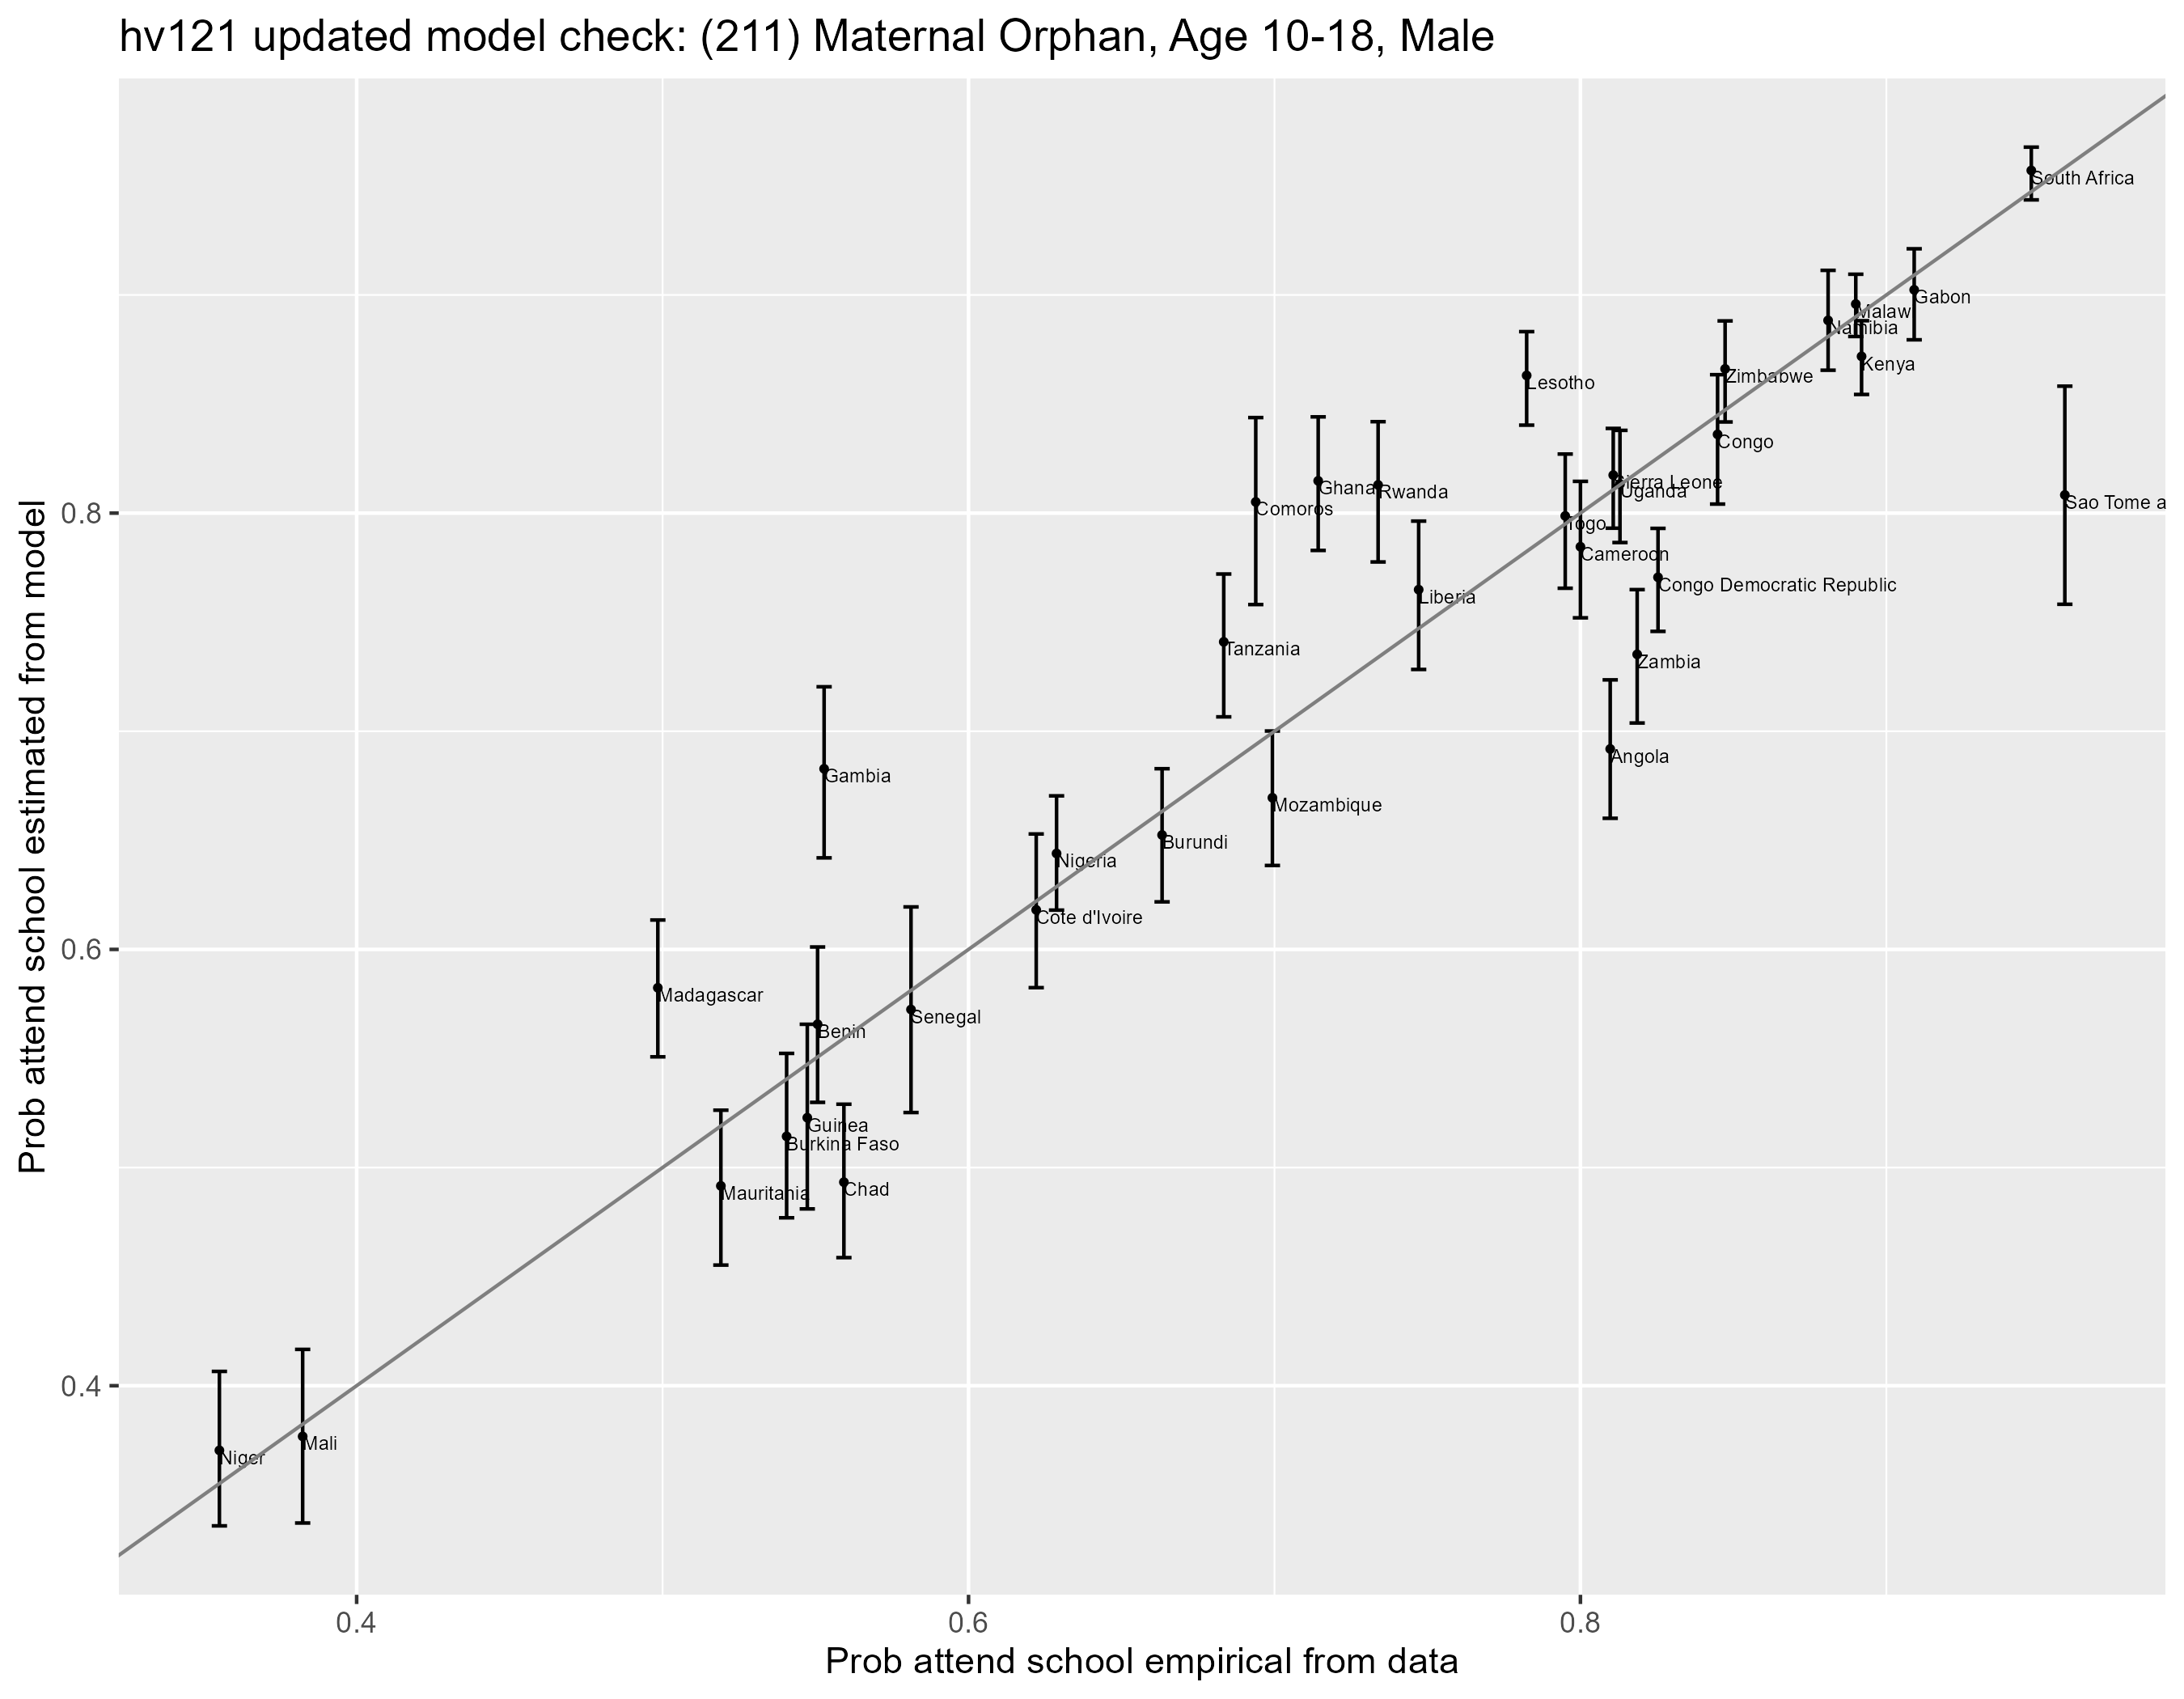 hv121 updated model check: (211) Maternal Orphan, Age 10-18, Male
South Africa
Gabon
Malaw
Namibia
Kenya
Lesotho
Zimbabwe
Congo
Sierra Leone
Uganda
Ghana
Rwanda
Comoros
Sao Tome a
Togo
Cameroon
Congo Democratic Republic
Liberia
Tanzania
Zambia
Angola
Gambia
Mozambique
Burundi
Nigeria
Cote d'Ivoire
Madagascar
Senegal
Benin
Guinea
Burkina Faso
Mauritania
Chad
Niger
Mali
0.8
0.6
0.4
0.4
0.6
0.8
Prob attend school empirical from data
Prob attend school estimated from model